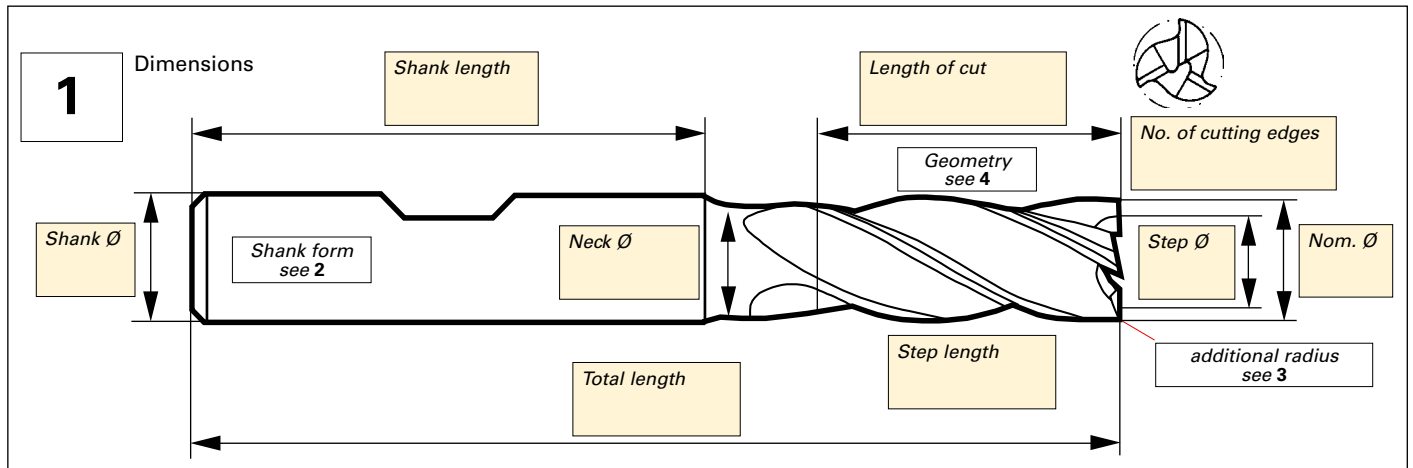 1
Dimensions
Shank length
Length of cut
No. of cutting edges
Geometry
see 4
Shank Ø
Shank form
see 2
Neck Ø
Step Ø
Nom. Ø
Step length
additional radius
see 3
Total length